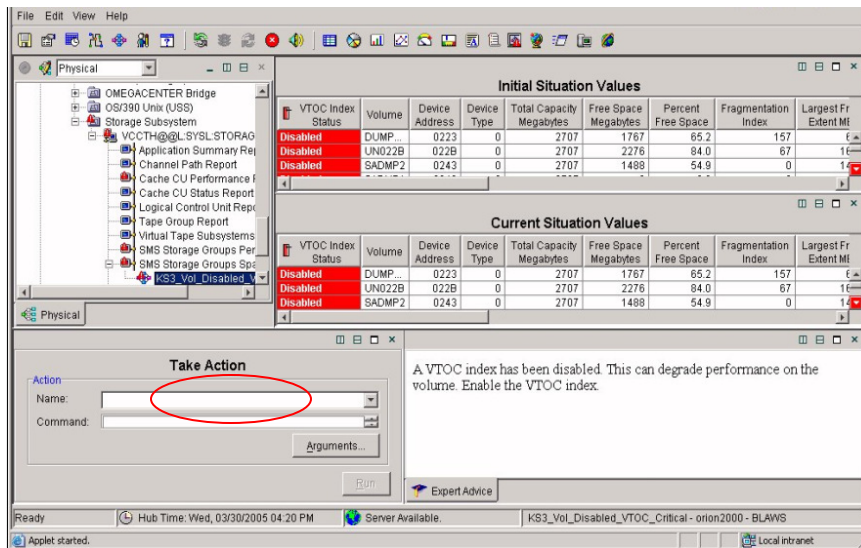 File Edit View Help
Physical
OMEGACENTER Bridge
OS/390 Unix (USS)
Storage Subsystem
VCCTH@@L:SYSL:STORAG
Application Summary Rep
Channel Path Report
Cache CU Performance
Cache CU Status Report
Logical Control Unit Repo
Tape Group Report
Virtual Tape Subsystems
SMS Storage Groups Per
SMS Storage Groups Spa
KS3_Vol_Disabled_V
Physical
Initial Situation Values
VTOC Index Status Volume Device Address Device Type Total Capacity Megabytes Free Space Megabytes Percent Free Space Fragmentation Index Largest Fr Extent ME
Disabled DUMP... 0223 0 2707 1767 65.2 157
Disabled UN022B 022B 0 2707 2276 84.0 67
Disabled SADMP2 0243 0 2707 1488 54.9 0
Current Situation Values
VTOC Index Status Volume Device Address Device Type Total Capacity Megabytes Free Space Megabytes Percent Free Space Fragmentation Index Largest Fr Extent ME
Disabled DUMP... 0223 0 2707 1767 65.2 157
Disabled UN022B 022B 0 2707 2276 84.0 67
Disabled SADMP2 0243 0 2707 1488 54.9 0
Take Action
Action
Name:
Command:
Arguments...
Run
A VTOC index has been disabled. This can degrade performance on the
volume. Enable the VTOC index.
Expert Advice
Ready Hub Time: Wed, 03/30/2005 04:20 PM Server Available. KS3_Vol_Disabled_VTOC_Critical - orion2000 - BLAWS
Applet started. Local intranet